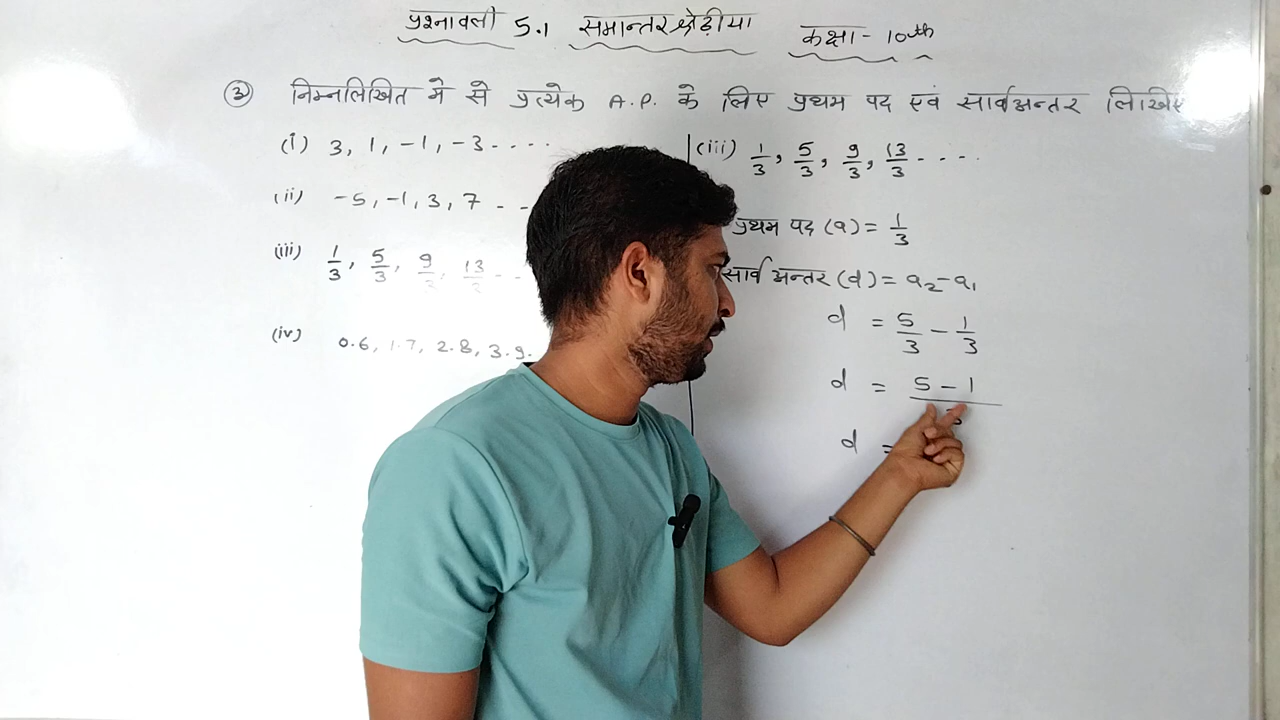 प्रश्नावली 5.1 समान्तर श्रेढ़ीया कक्षा - 10th
③ निम्नलिखित मे से प्रत्येक A.P. के लिए प्रथम पद एवं सार्वअन्तर लिखिए
(i) 3, 1, -1, -3 ....
(ii) -5, -1, 3, 7 ..
(iii) 1/3, 5/3, 9/3, 13/3 ..
(iv) 0.6, 1.7, 2.8, 3.9.
(iii) 1/3, 5/3, 9/3, 13/3 ....
प्रथम पद (a) = 1/3
सार्व अन्तर (d) = a₂-a₁
d = 5/3 - 1/3
d = 5-1/3
d =